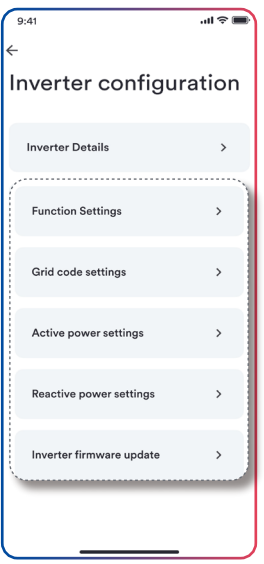 9:41
Inverter configuration
Inverter Details
Function Settings
Grid code settings
Active power settings
Reactive power settings
Inverter firmware update